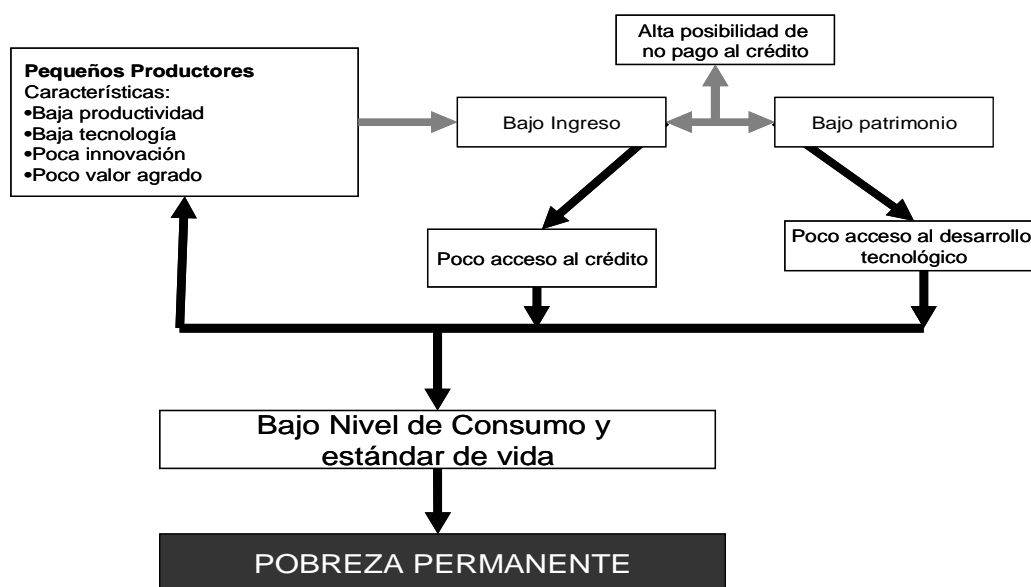 Alta posibilidad de
no pago al crédito
Pequeños Productores
Características:
•Baja productividad
•Baja tecnología
•Poca innovación
•Poco valor agrado
Bajo Ingreso
Bajo patrimonio
Poco acceso al crédito
Poco acceso al desarrollo
tecnológico
Bajo Nivel de Consumo y
estándar de vida
POBREZA PERMANENTE